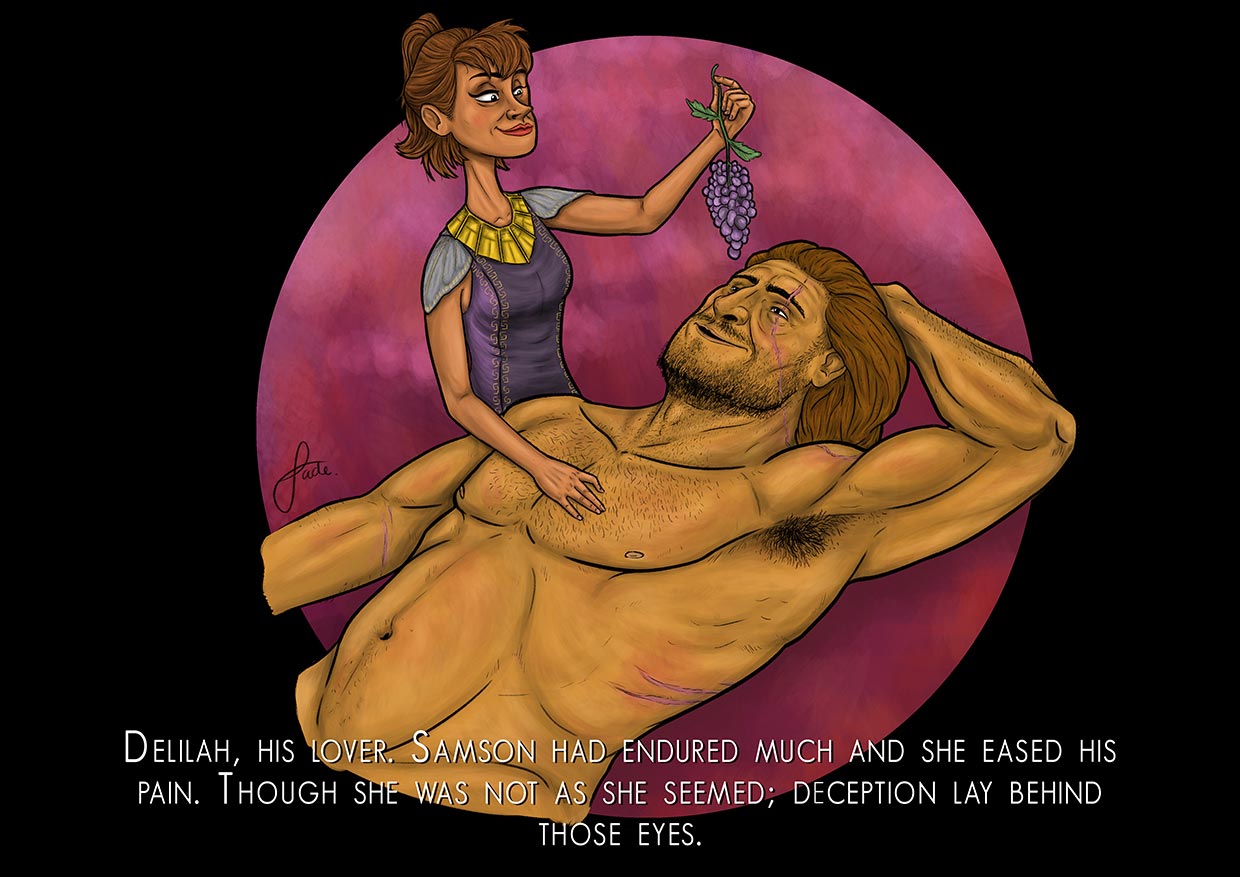 Jade.
Delilah, his lover. Samson had endured much and she eased his
pain. Though she was not as she seemed; deception lay behind
those eyes.